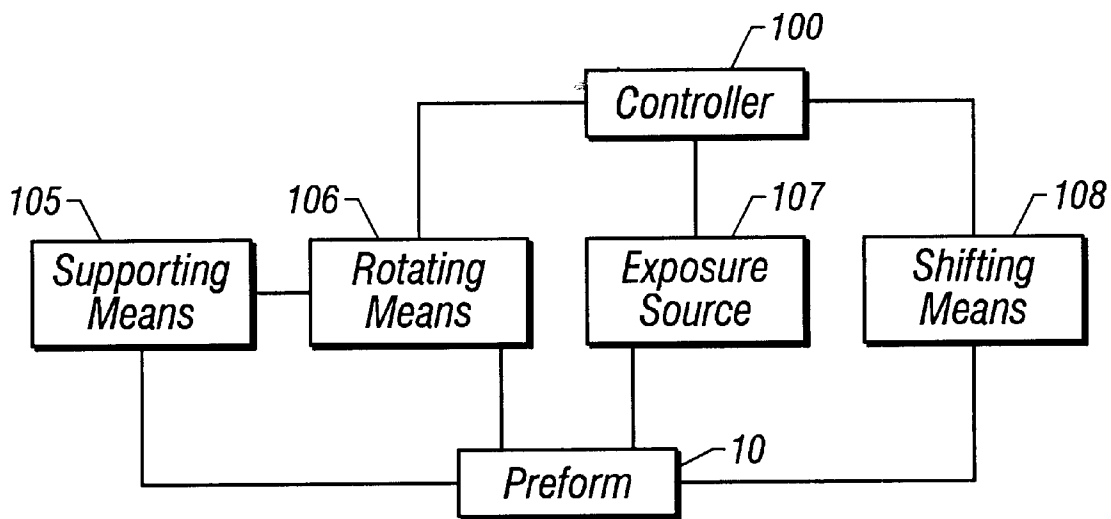 100
Controller
105
106
107
108
Supporting
Means
Rotating
Means
Exposure
Source
Shifting
Means
10
Preform